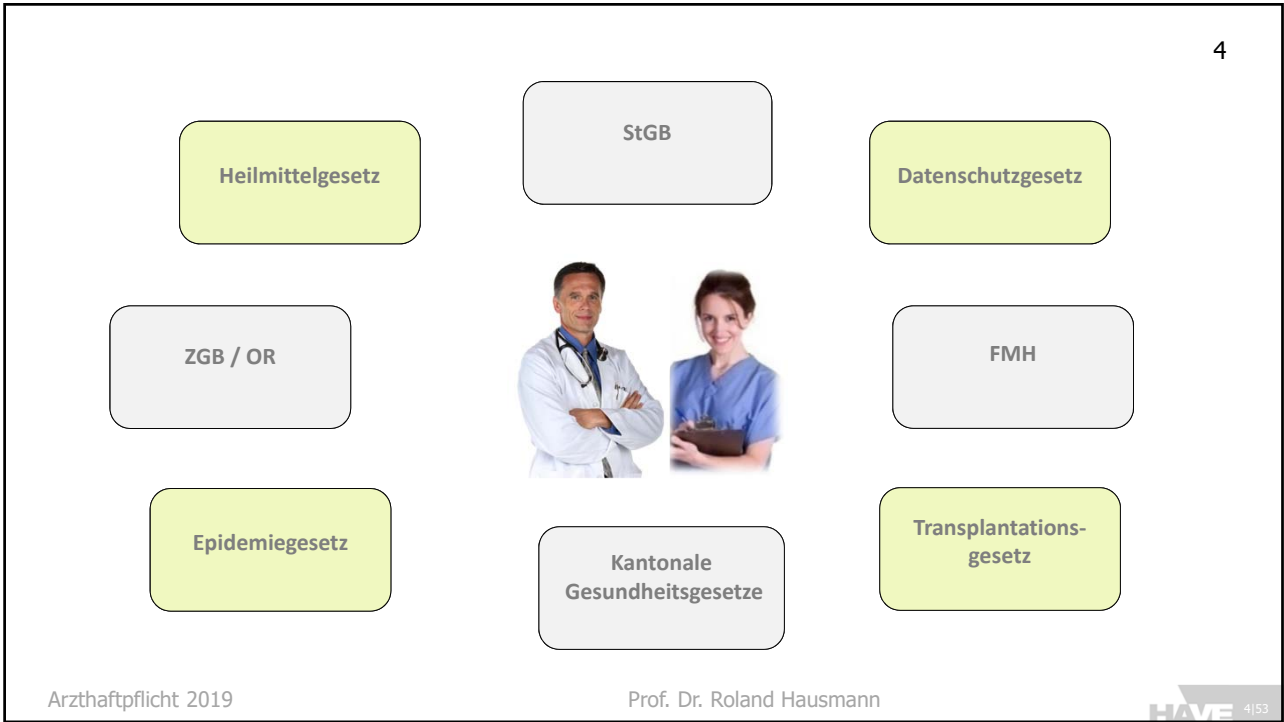 4
StGB
Heilmittelgesetz
Datenschutzgesetz
ZGB / OR
FMH
Epidemiegesetz
Transplantations-
gesetz
Kantonale
Gesundheitsgesetze
Arzthaftpflicht 2019
Prof. Dr. Roland Hausmann
HAVE 4|53